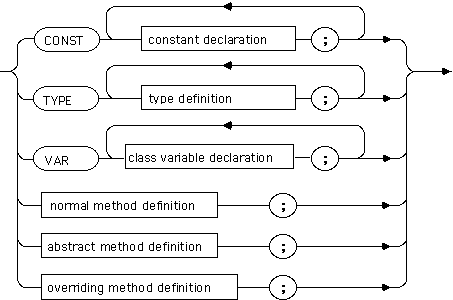 CONST constant declaration ;
TYPE type definition ;
VAR class variable declaration ;
normal method definition ;
abstract method definition ;
overriding method definition ;